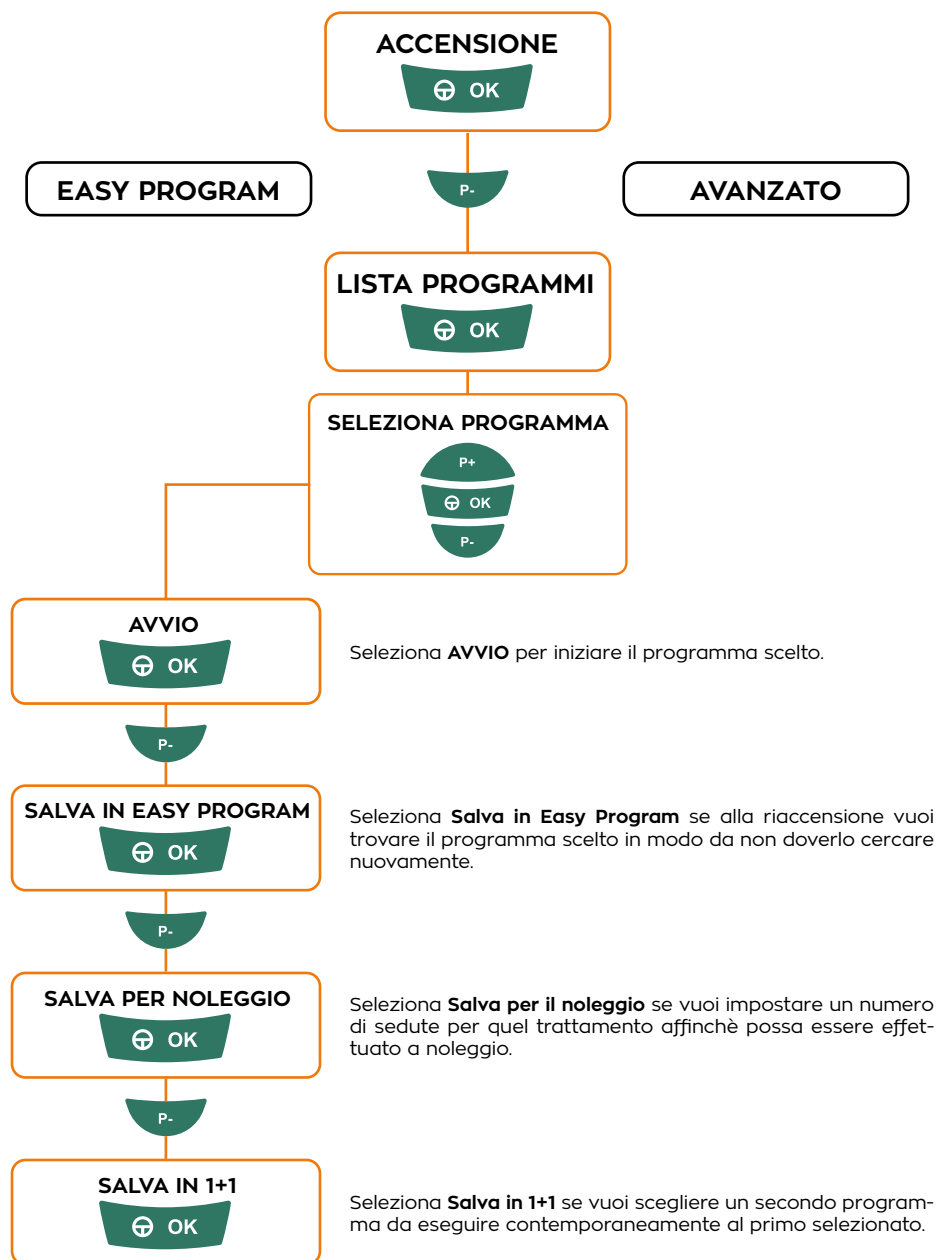 ACCENSIONE
OK
EASY PROGRAM
P-
AVANZATO
LISTA PROGRAMMI
OK
SELEZIONA PROGRAMMA
P+
OK
P-
AVVIO
OK
Seleziona AVVIO per iniziare il programma scelto.
P-
SALVA IN EASY PROGRAM
OK
Seleziona Salva in Easy Program se alla riaccensione vuoi
trovare il programma scelto in modo da non doverlo cercare
nuovamente.
P-
SALVA PER NOLEGGIO
OK
Seleziona Salva per il noleggio se vuoi impostare un numero
di sedute per quel trattamento affinchè possa essere effet-
tuato a noleggio.
P-
SALVA IN 1+1
OK
Seleziona Salva in 1+1 se vuoi scegliere un secondo program-
ma da eseguire contemporaneamente al primo selezionato.